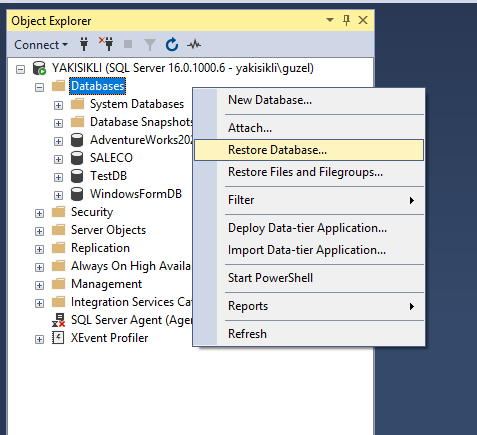 Object Explorer
Connect
YAKISIKLI (SQL Server 16.0.1000.6 - yakisikli\guzel)
Databases
System Databases
Database Snapshots
AdventureWorks202
SALECO
TestDB
WindowsFormDB
Security
Server Objects
Replication
Always On High Availa
Management
Integration Services Cat
SQL Server Agent (Agen
XEvent Profiler
New Database...
Attach...
Restore Database...
Restore Files and Filegroups...
Filter
Deploy Data-tier Application...
Import Data-tier Application...
Start PowerShell
Reports
Refresh